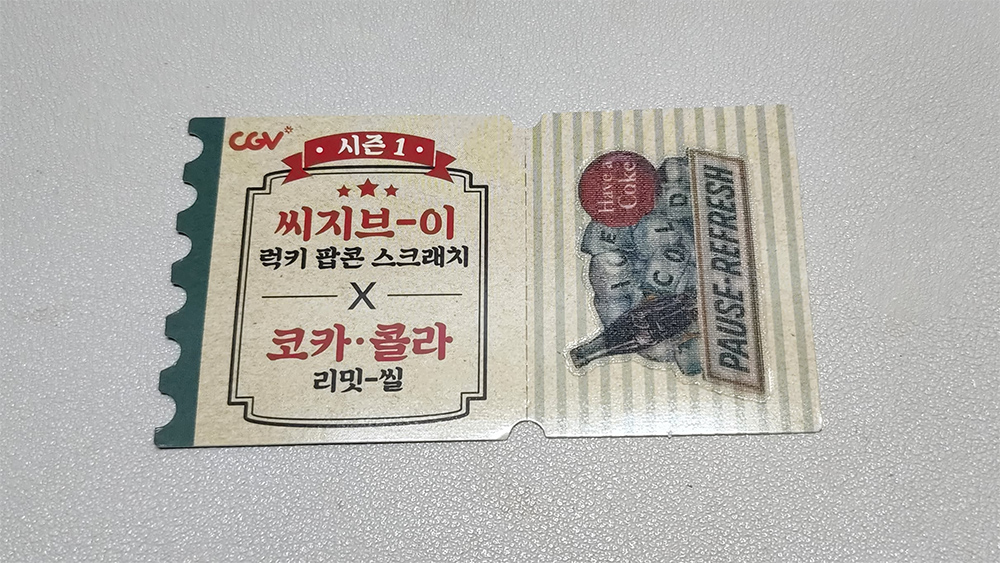 CGV
• 시즌 1 •
씨지브-이
럭키 팝콘 스크래치
X
코카·콜라
리밋-씰
Have a
Coke
ICE
COLD
PAUSE-REFRESH